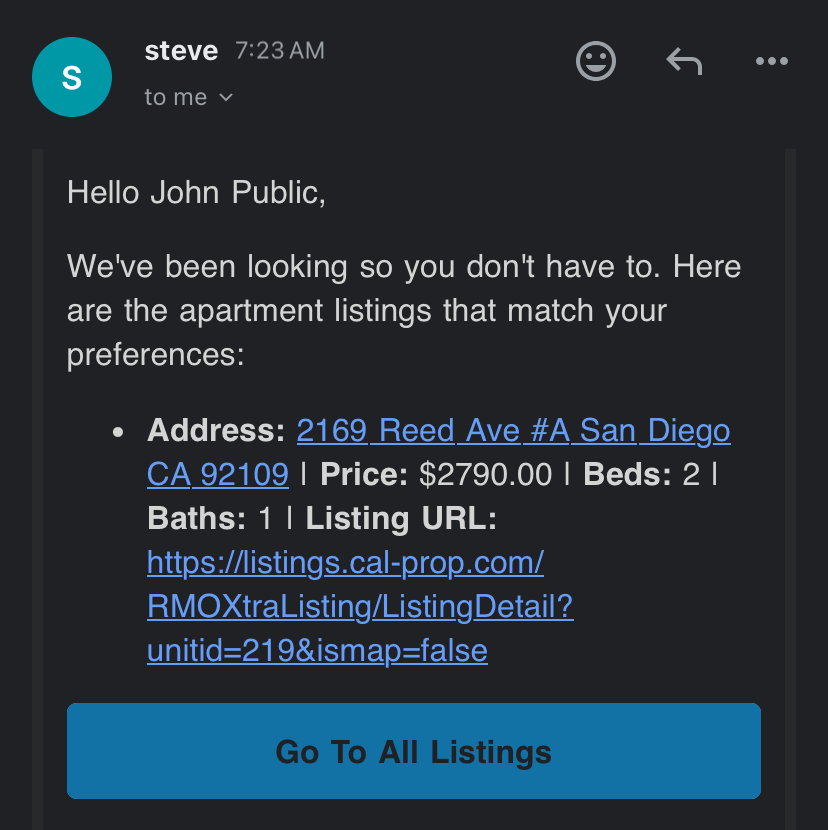 steve 7:23 AM
S
to me
Hello John Public,
We've been looking so you don't have to. Here
are the apartment listings that match your
preferences:
• Address: 2169 Reed Ave #A San Diego
CA 92109 | Price: $2790.00 | Beds: 2 |
Baths: 1 | Listing URL:
https://listings.cal-prop.com/
RMOXtraListing/ListingDetail?
unitid=219&ismap=false
Go To All Listings